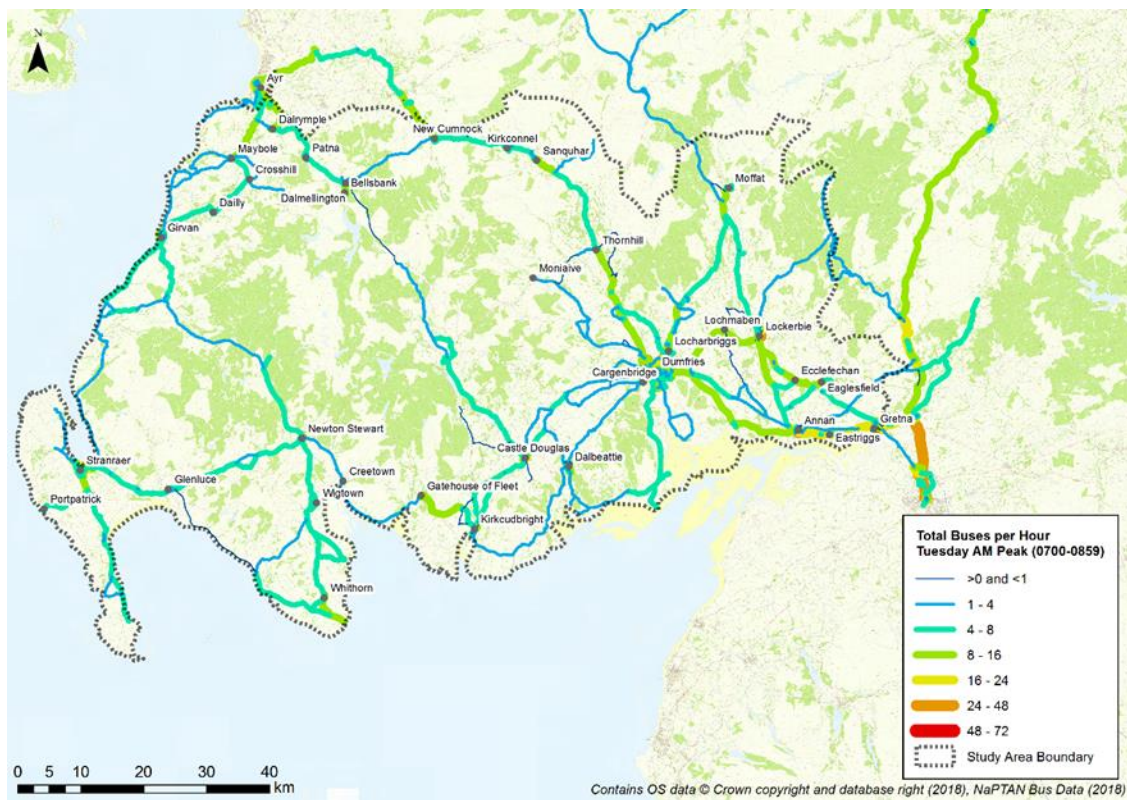 N
Ayr
Dalrymple
New Cumnock
Kirkconnel
Maybole
Patna
Sanquhar
Crosshill
Moffat
Bellsbank
Dailly
Dalmellington
Girvan
Thornhill
Moniaive
Lochmaben
Lockerbie
Locharbriggs
Dumfries
Cargenbridge
Ecclefechan
Eaglesfield
Annan
Gretna
Eastriggs
Newton Stewart
Castle Douglas
Dalbeattie
Stranraer
Creetown
Glenluce
Gatehouse of Fleet
Portpatrick
Wigtown
Kirkcudbright
Whithorn
Total Buses per Hour
Tuesday AM Peak (0700-0859)
>0 and <1
1 - 4
4 - 8
8 - 16
16 - 24
24 - 48
48 - 72
Study Area Boundary
0 5 10 20 30 40
km
Contains OS data © Crown copyright and database right (2018), NaPTAN Bus Data (2018)